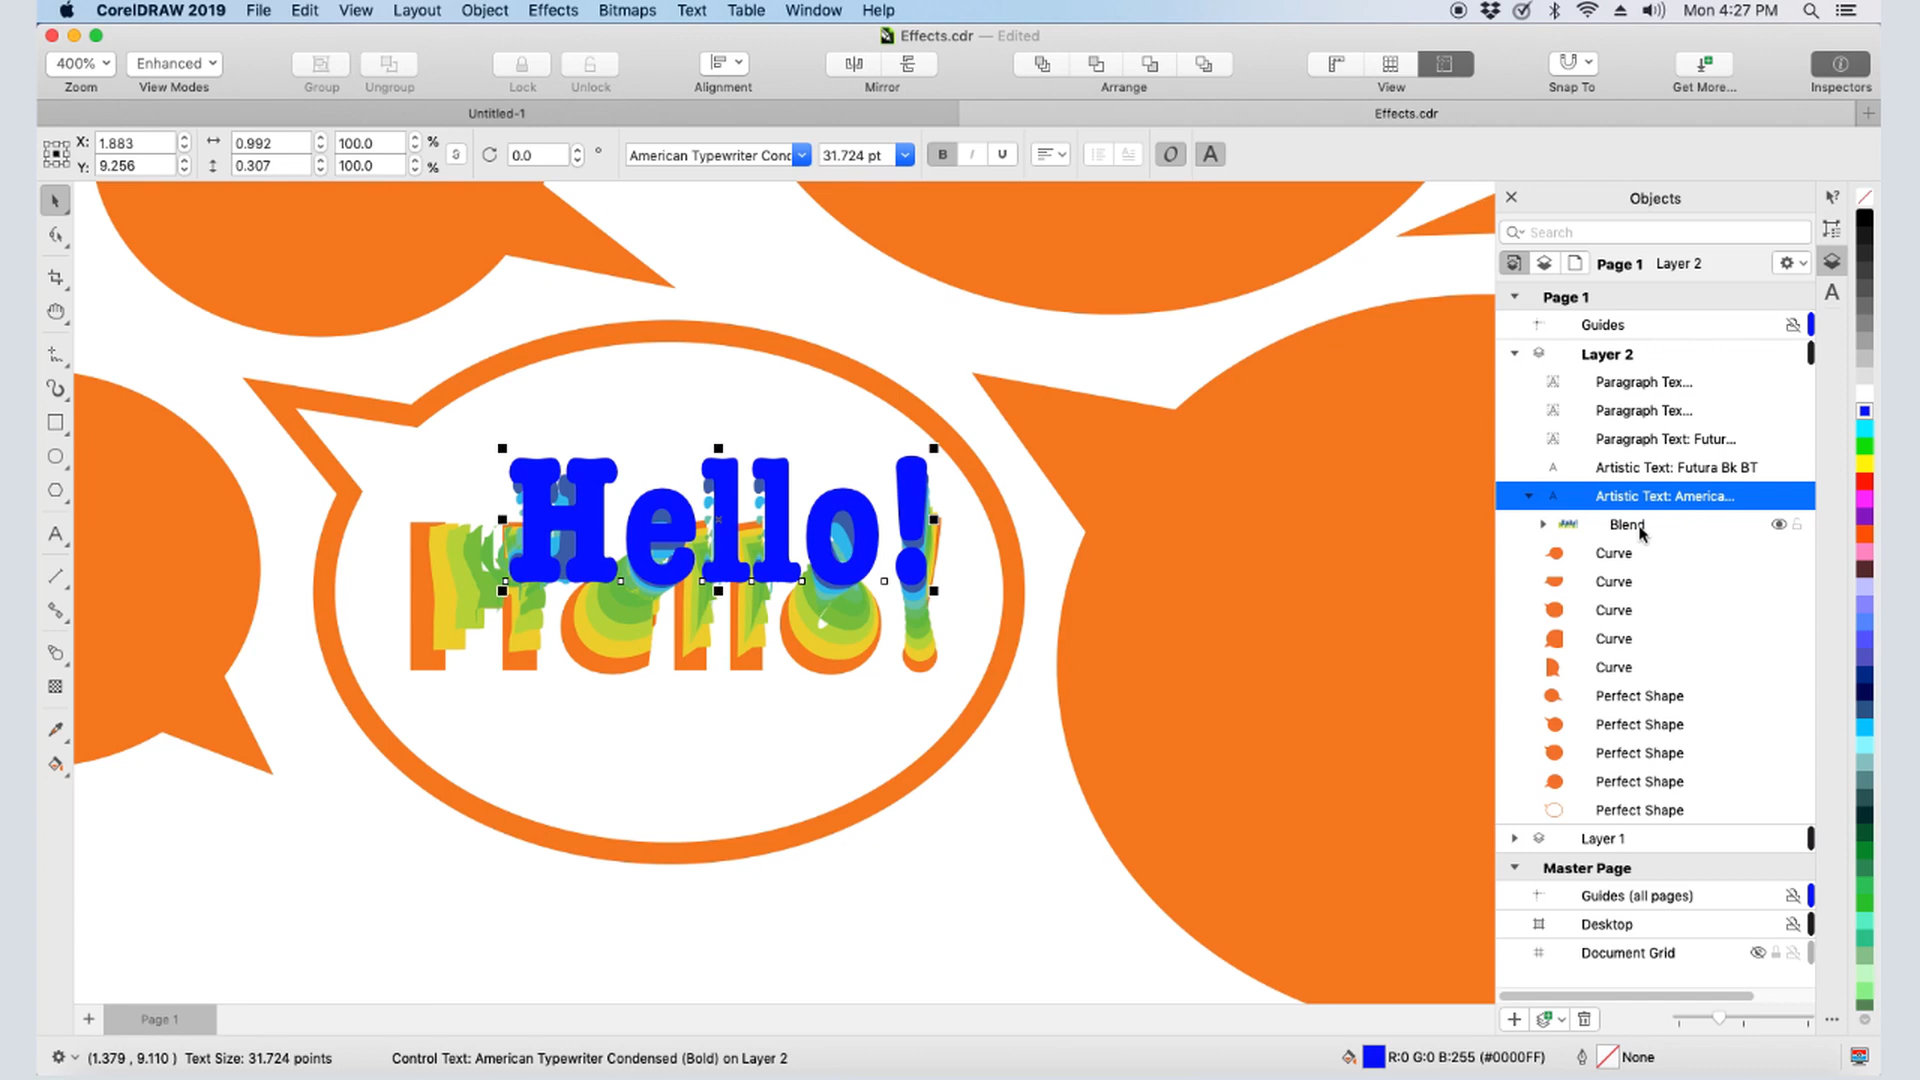 CorelDRAW 2019 File Edit View Layout Object Effects Bitmaps Text Table Window Help Mon 4:27 PM
Effects.cdr — Edited
400% Enhanced
Zoom View Modes Group Ungroup Lock Unlock Alignment Mirror Arrange View Snap To Get More... Inspectors
Untitled-1 Effects.cdr
X: 1.883 0.992 100.0 %
Y: 9.256 0.307 100.0 %
0.0 ° American Typewriter Conc 31.724 pt B I U O A
Objects
Search
Page 1 Layer 2
Page 1
Guides
Layer 2
Paragraph Tex...
Paragraph Tex...
Paragraph Text: Futur...
Artistic Text: Futura Bk BT
Artistic Text: America...
Blend
Curve
Curve
Curve
Curve
Curve
Perfect Shape
Perfect Shape
Perfect Shape
Perfect Shape
Perfect Shape
Layer 1
Master Page
Guides (all pages)
Desktop
Document Grid
Hello!
Hello!
Page 1
(1.379 , 9.110 ) Text Size: 31.724 points Control Text: American Typewriter Condensed (Bold) on Layer 2 R:0 G:0 B:255 (#0000FF) None